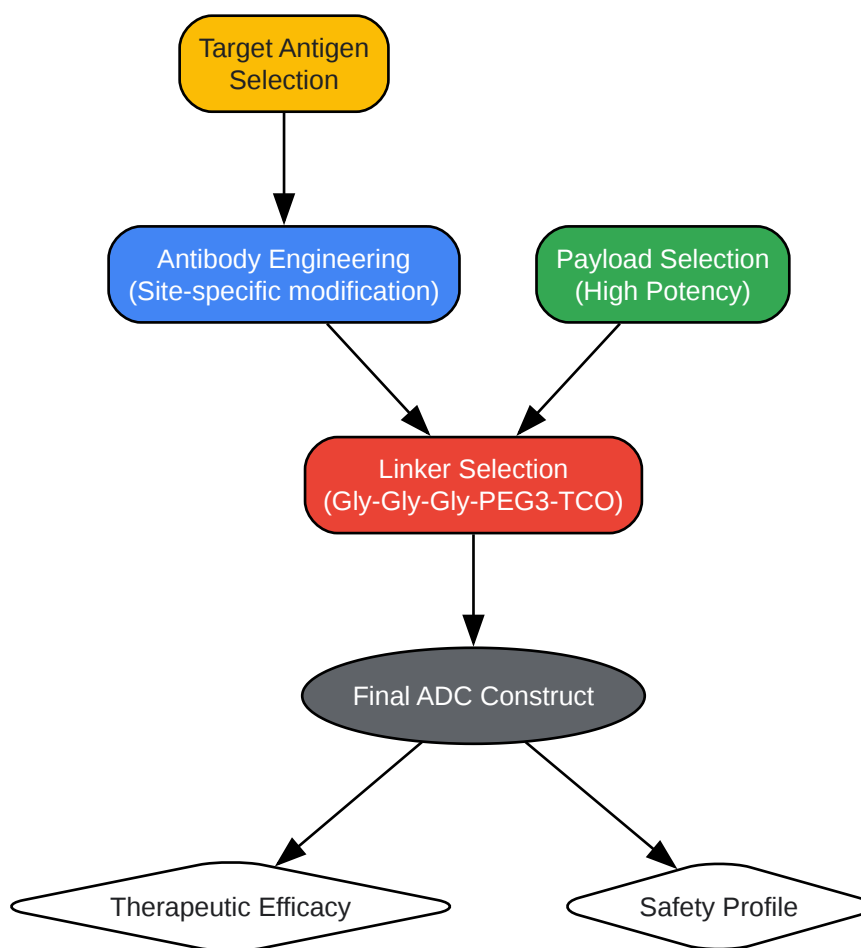 Target Antigen
Selection
Antibody Engineering
(Site-specific modification)
Payload Selection
(High Potency)
Linker Selection
(Gly-Gly-Gly-PEG3-TCO)
Final ADC Construct
Therapeutic Efficacy
Safety Profile